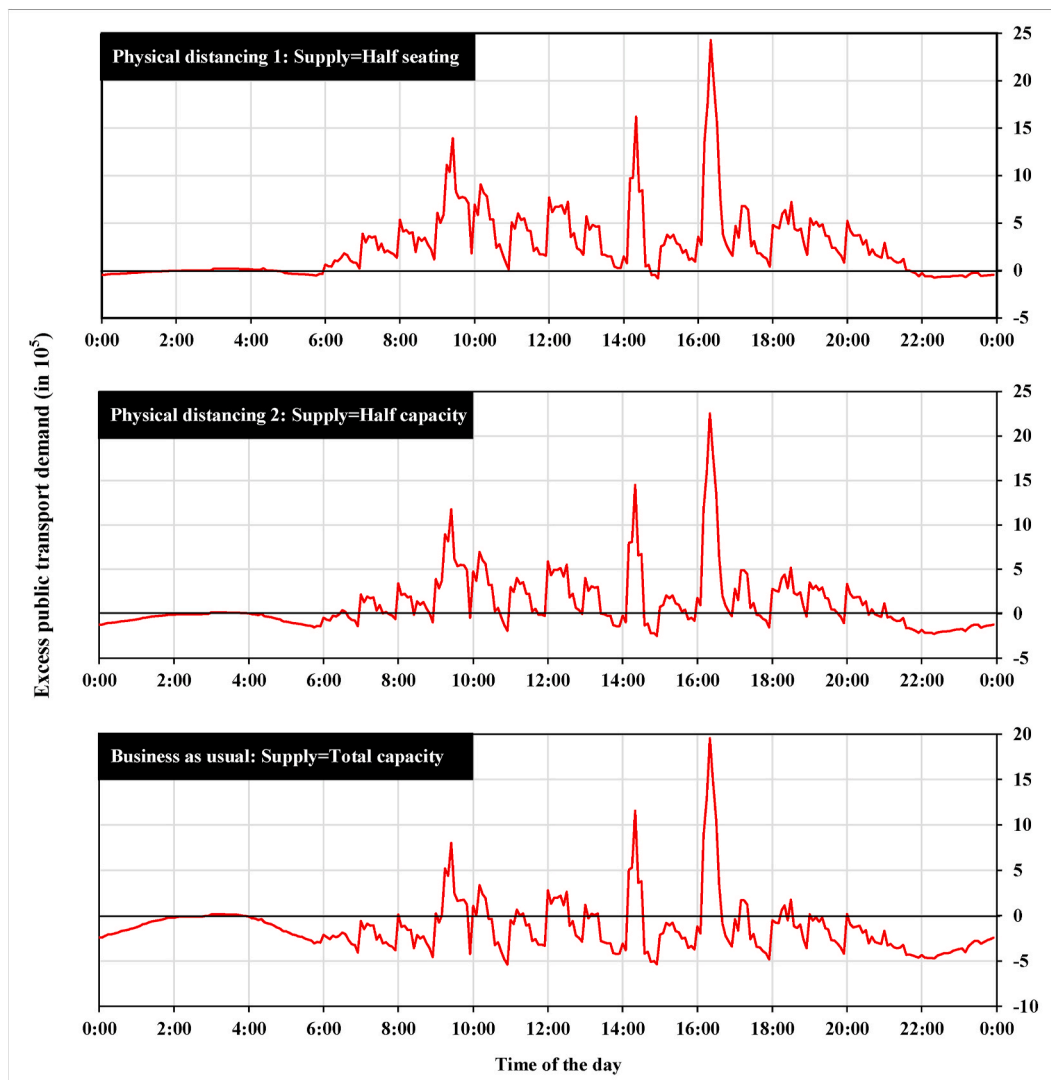 Physical distancing 1: Supply=Half seating
25
20
15
10
5
0
-5
0:00 2:00 4:00 6:00 8:00 10:00 12:00 14:00 16:00 18:00 20:00 22:00 0:00
Excess public transport demand (in 10⁵)
Physical distancing 2: Supply=Half capacity
25
20
15
10
5
0
-5
0:00 2:00 4:00 6:00 8:00 10:00 12:00 14:00 16:00 18:00 20:00 22:00 0:00
Business as usual: Supply=Total capacity
20
15
10
5
0
-5
-10
0:00 2:00 4:00 6:00 8:00 10:00 12:00 14:00 16:00 18:00 20:00 22:00 0:00
Time of the day